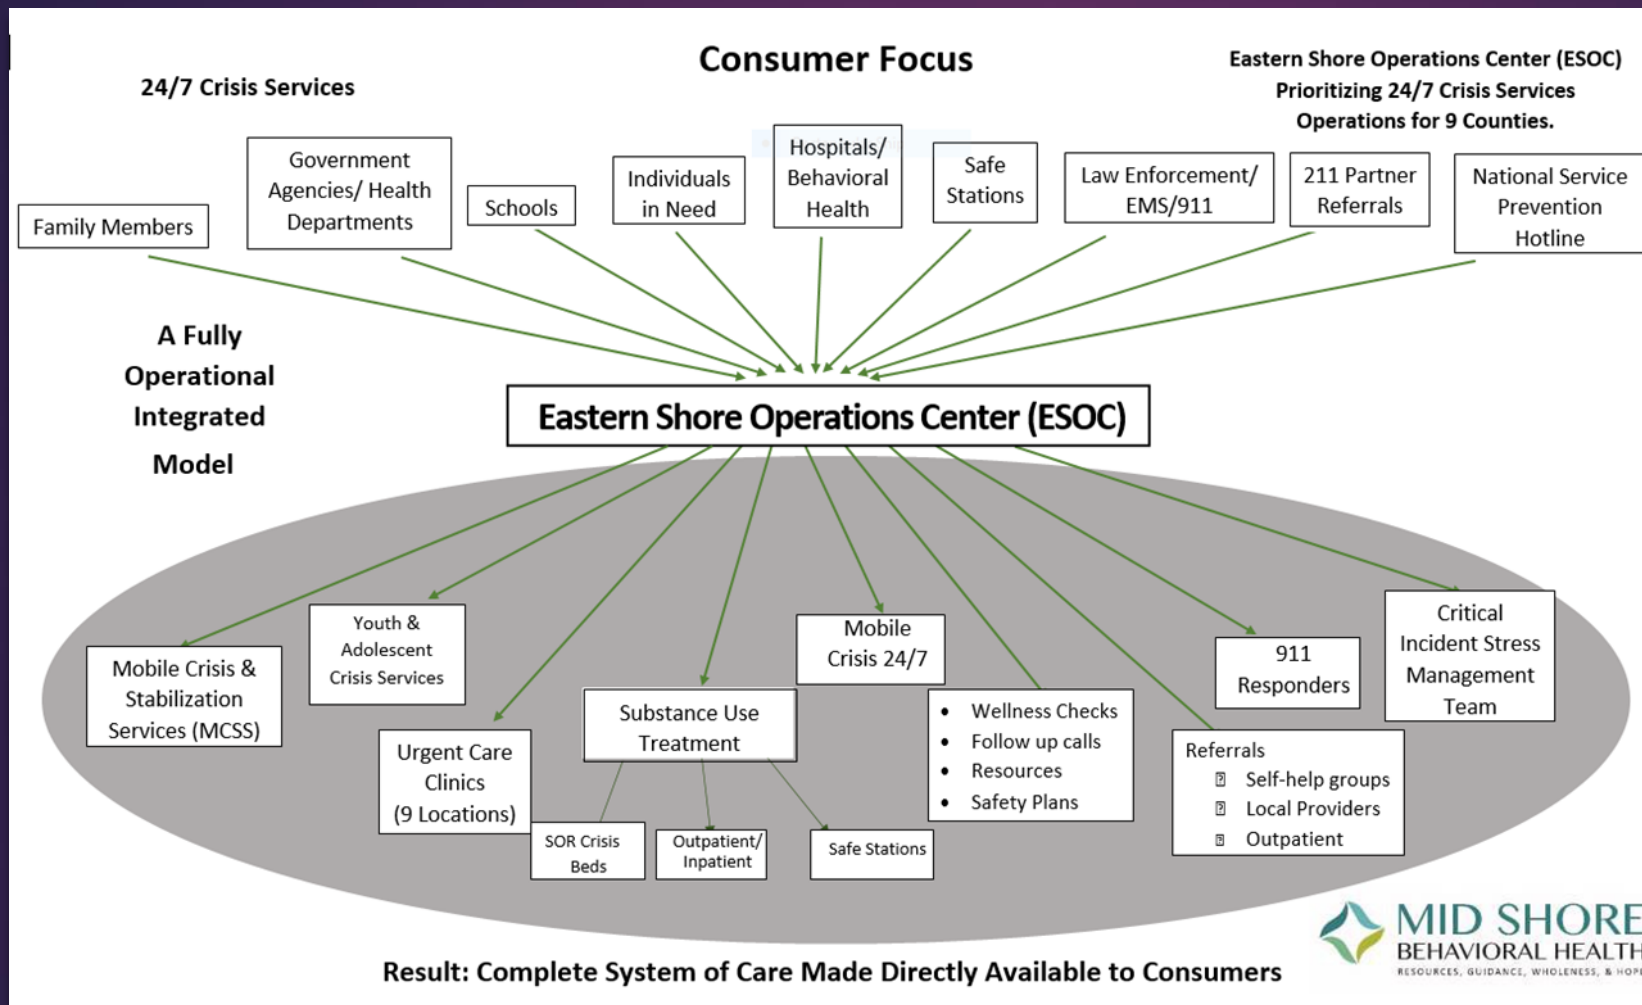 Consumer Focus
24/7 Crisis Services
Eastern Shore Operations Center (ESOC)
Prioritizing 24/7 Crisis Services
Operations for 9 Counties.
Family Members
Government
Agencies/ Health
Departments
Schools
Individuals
in Need
Hospitals/
Behavioral
Health
Safe
Stations
Law Enforcement/
EMS/911
211 Partner
Referrals
National Service
Prevention
Hotline
A Fully
Operational
Integrated
Model
Eastern Shore Operations Center (ESOC)
Mobile Crisis &
Stabilization
Services (MCSS)
Youth &
Adolescent
Crisis Services
Urgent Care
Clinics
(9 Locations)
Substance Use
Treatment
SOR Crisis
Beds
Outpatient/
Inpatient
Safe Stations
Mobile
Crisis 24/7
• Wellness Checks
• Follow up calls
• Resources
• Safety Plans
Referrals
Self-help groups
Local Providers
Outpatient
911
Responders
Critical
Incident Stress
Management
Team
MID SHORE
BEHAVIORAL HEALTH
RESOURCES, GUIDANCE, WHOLENESS, & HOPE
Result: Complete System of Care Made Directly Available to Consumers